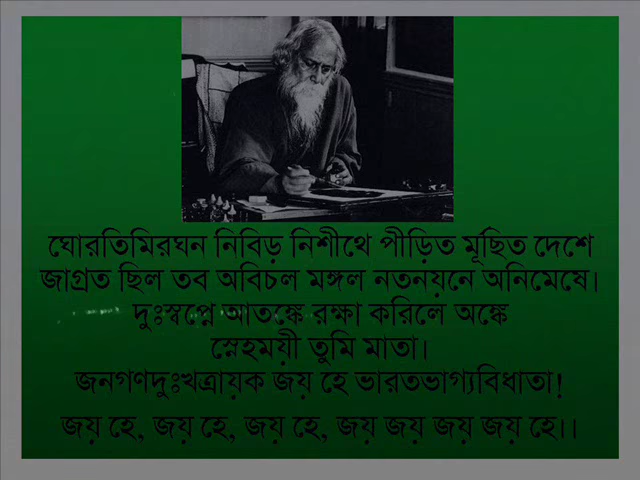 ঘোরতিমিরঘন নিবিড় নিশীথে পীড়িত মূর্ছিত দেশে
জাগ্রত ছিল তব অবিচল মঙ্গল নতনয়নে অনিমেষে।
দুঃস্বপ্নে আতঙ্কে রক্ষা করিলে অঙ্কে
স্নেহময়ী তুমি মাতা।
জনগণদুঃখত্রায়ক জয় হে ভারতভাগ্যবিধাতা!
জয় হে, জয় হে, জয় হে, জয় জয় জয় জয় হে।।